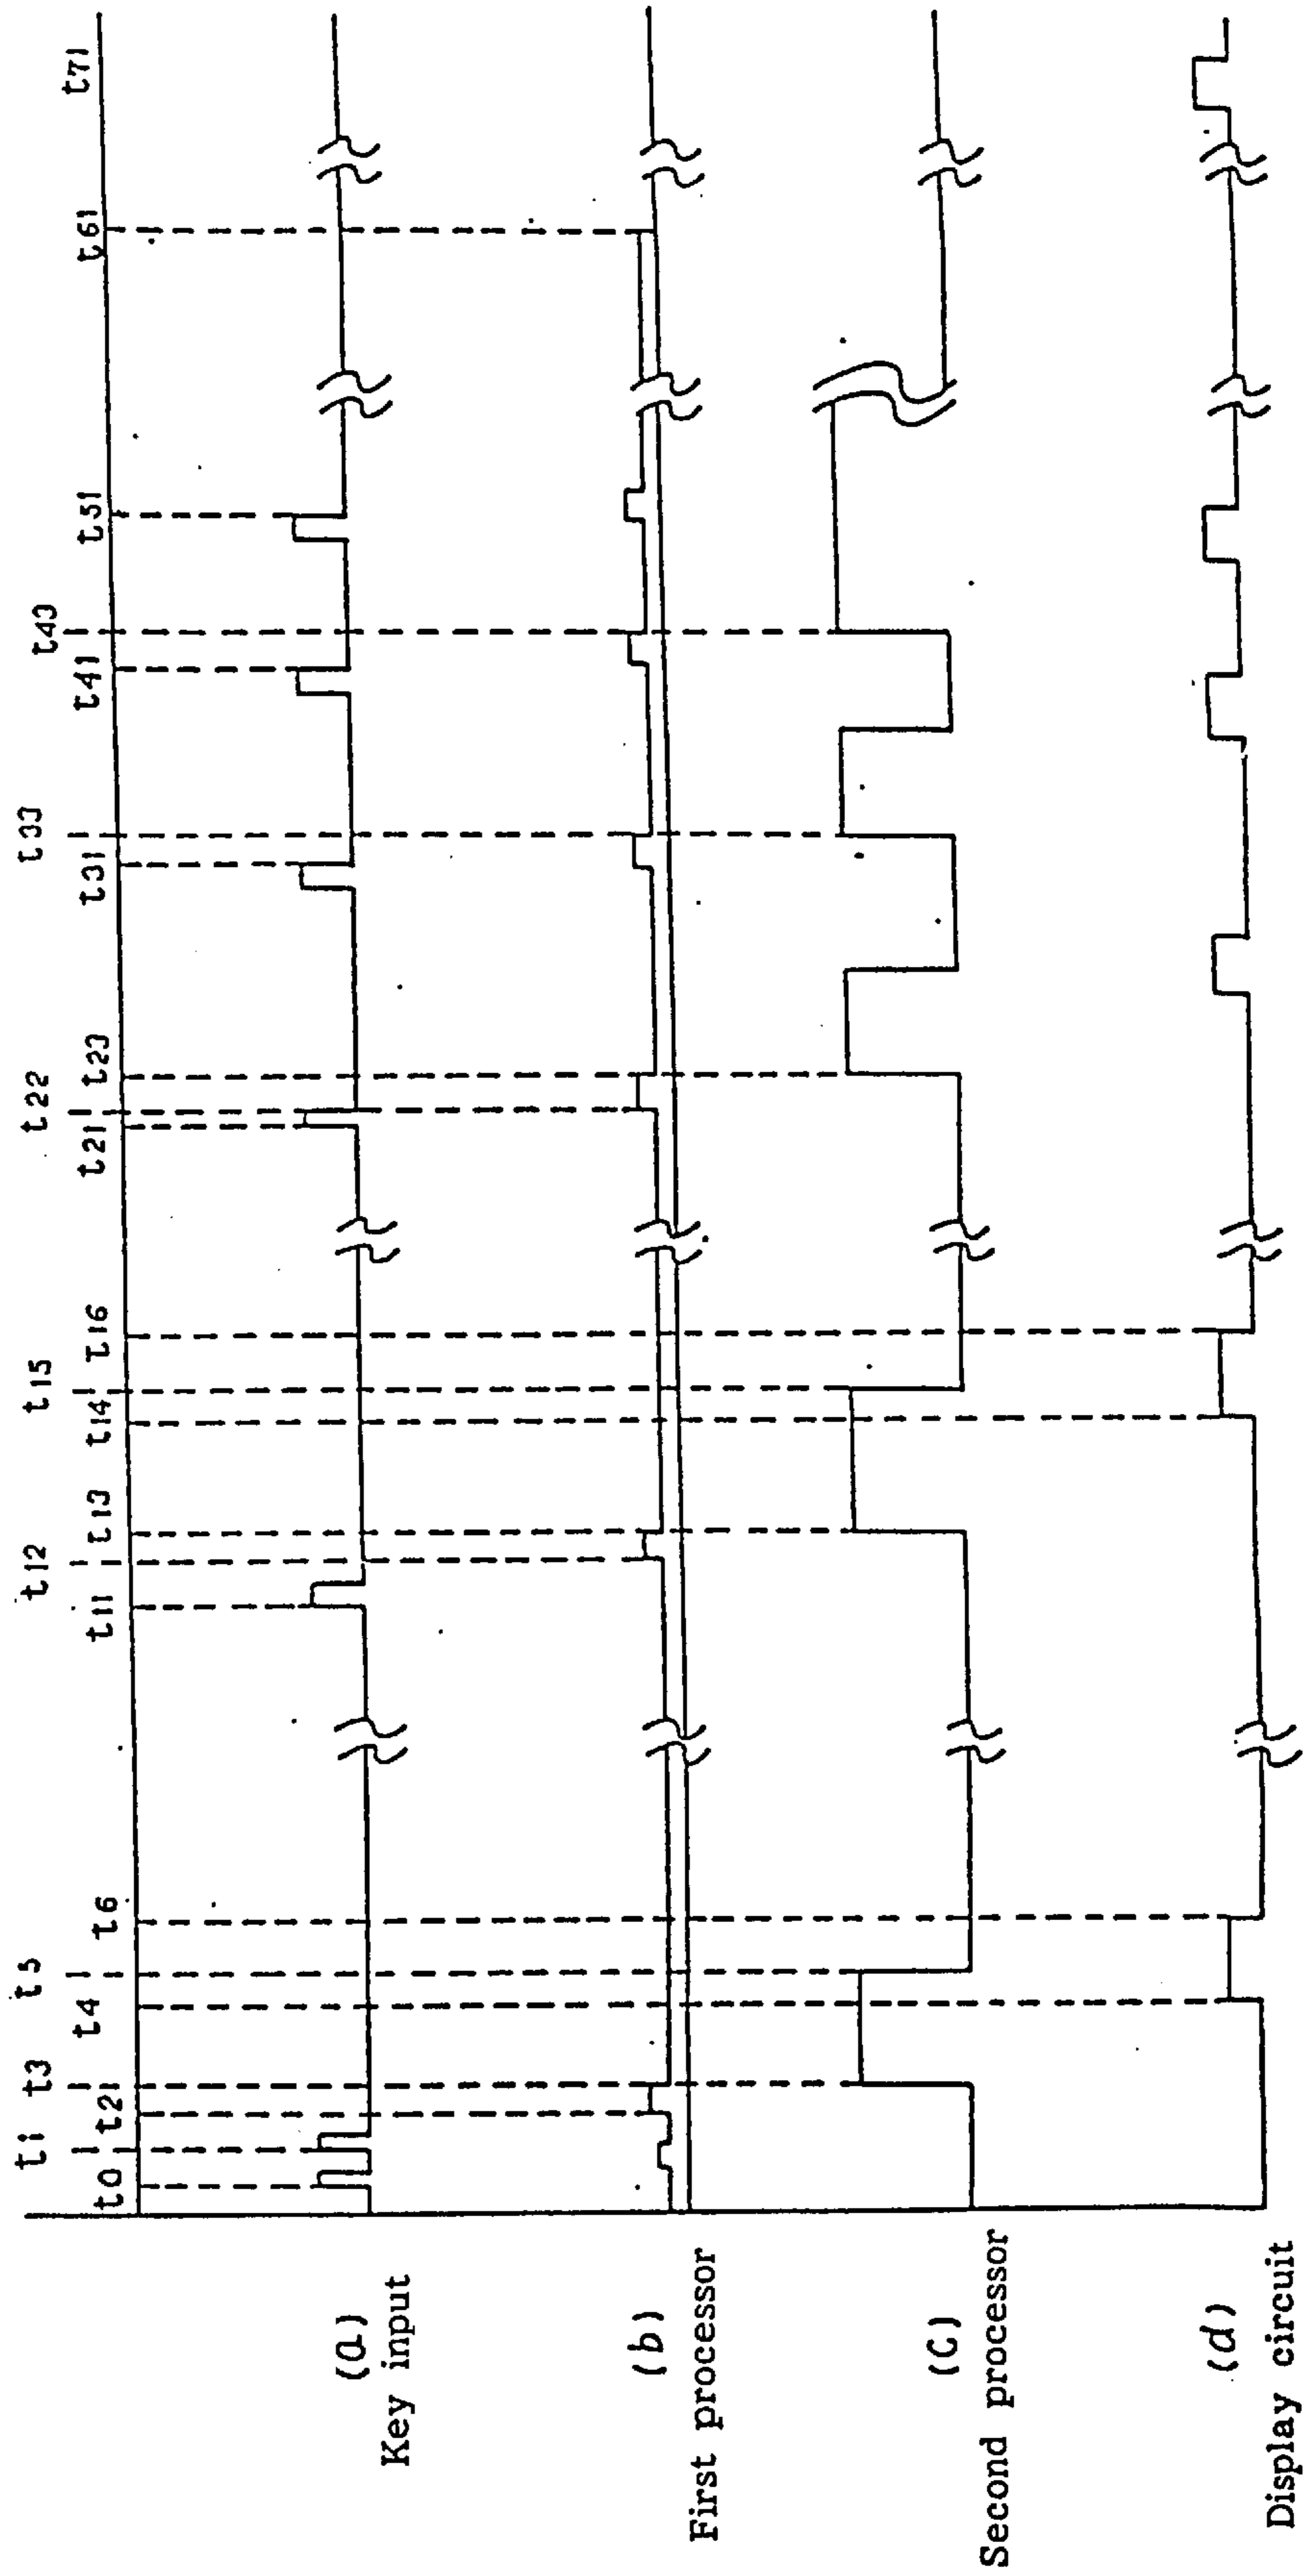 t1 t3 t5 t12 t15 t22 t33 t43
t0 t2 t4 t6 t11 t13 t14 t16 t21 t23 t31 t41 t51 t61 t71
(a)
Key input
(b)
First processor
(C)
Second processor
(d)
Display circuit